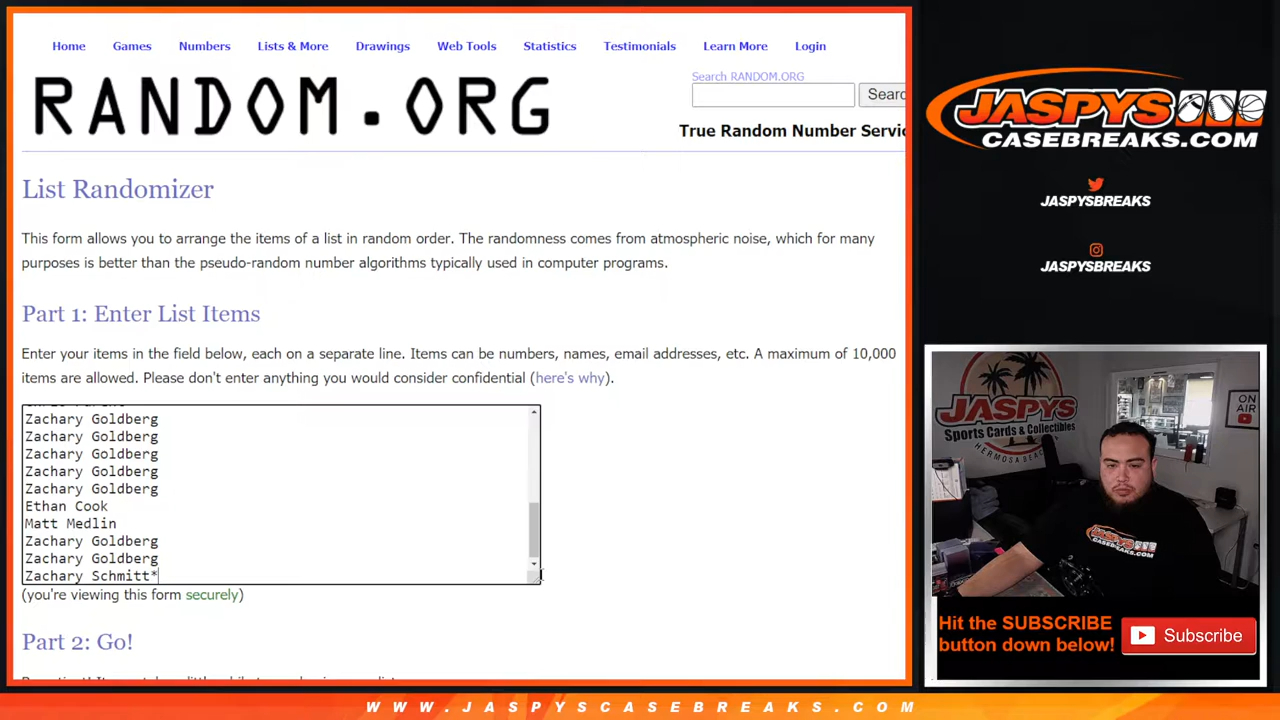 Home Games Numbers Lists & More Drawings Web Tools Statistics Testimonials Learn More Login
RANDOM.ORG
Search RANDOM.ORG
True Random Number Servic
List Randomizer
This form allows you to arrange the items of a list in random order. The randomness comes from atmospheric noise, which for many
purposes is better than the pseudo-random number algorithms typically used in computer programs.
Part 1: Enter List Items
Enter your items in the field below, each on a separate line. Items can be numbers, names, email addresses, etc. A maximum of 10,000
items are allowed. Please don't enter anything you would consider confidential (here's why).
Zachary Goldberg
Zachary Goldberg
Zachary Goldberg
Zachary Goldberg
Zachary Goldberg
Ethan Cook
Matt Medlin
Zachary Goldberg
Zachary Goldberg
Zachary Schmitt*
(you're viewing this form securely)
Part 2: Go!
JASPYS
CASEBREAKS.COM
JASPYSBREAKS
JASPYSBREAKS
JASPYS
Sports Cards & Collectibles
HERMOSA BEACH
ON AIR
JASPYS
Hit the SUBSCRIBE
button down below!
Subscribe
WWW.JASPYSCASEBREAKS.COM